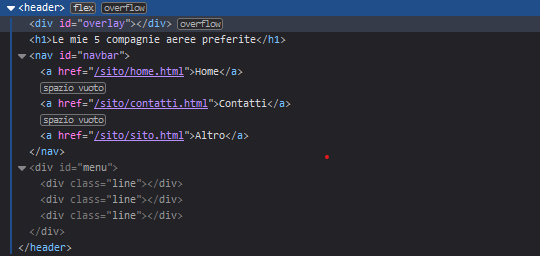 <header> flex overflow
<div id="overlay"></div> overflow
<h1>Le mie 5 compagnie aeree preferite</h1>
<nav id="navbar">
<a href="/sito/home.html">Home</a>
spazio vuoto
<a href="/sito/contatti.html">Contatti</a>
spazio vuoto
<a href="/sito/sito.html">Altro</a>
</nav>
<div id="menu">
<div class="line"></div>
<div class="line"></div>
<div class="line"></div>
</div>
</header>